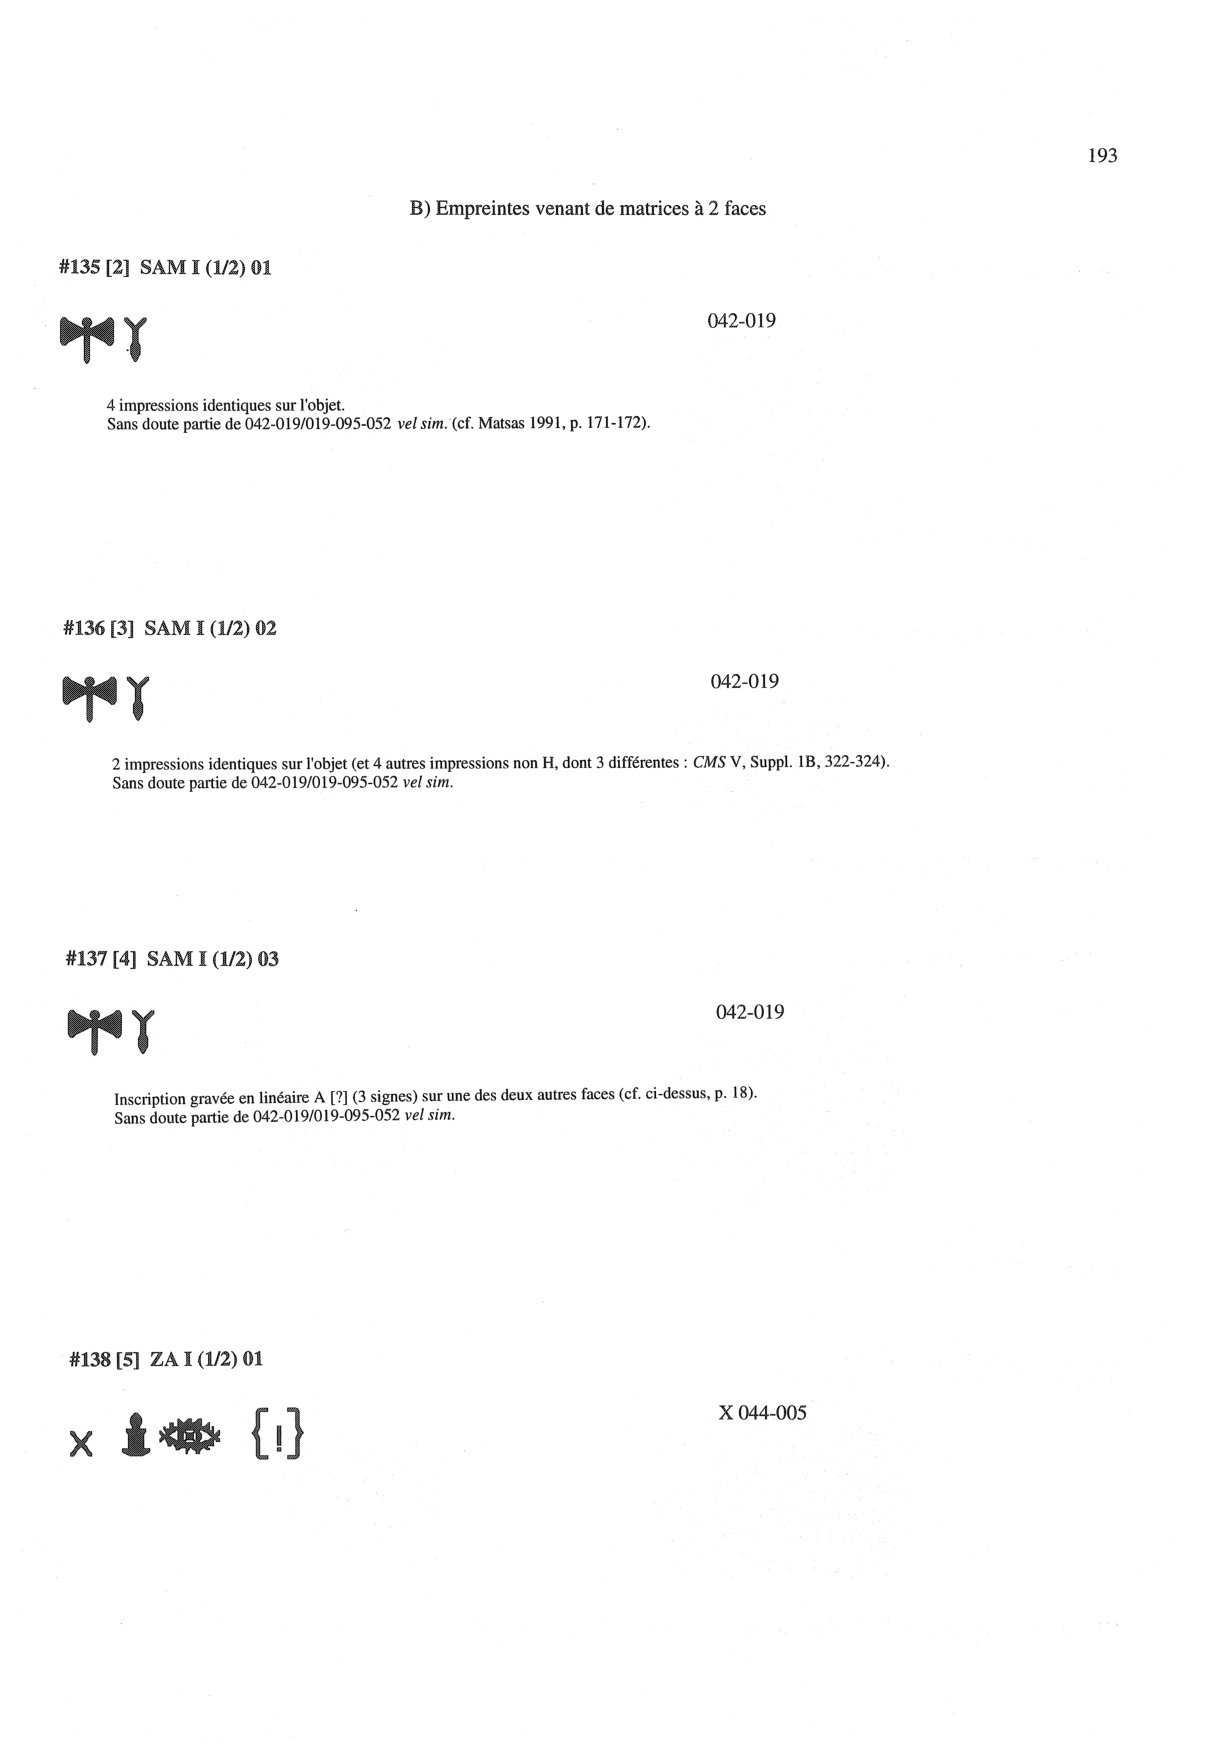 193
B) Empreintes venant de matrices à 2 faces
#135 [2] SAM I (1/2) 01
042-019
4 impressions identiques sur l'objet.
Sans doute partie de 042-019/019-095-052 vel sim. (cf. Matsas 1991, p. 171-172).
#136 [3] SAM I (1/2) 02
042-019
2 impressions identiques sur l'objet (et 4 autres impressions non H, dont 3 différentes : CMS V, Suppl. 1B, 322-324).
Sans doute partie de 042-019/019-095-052 vel sim.
#137 [4] SAM I (1/2) 03
042-019
Inscription gravée en linéaire A [?] (3 signes) sur une des deux autres faces (cf. ci-dessus, p. 18).
Sans doute partie de 042-019/019-095-052 vel sim.
#138 [5] ZA I (1/2) 01
X {!} X 044-005